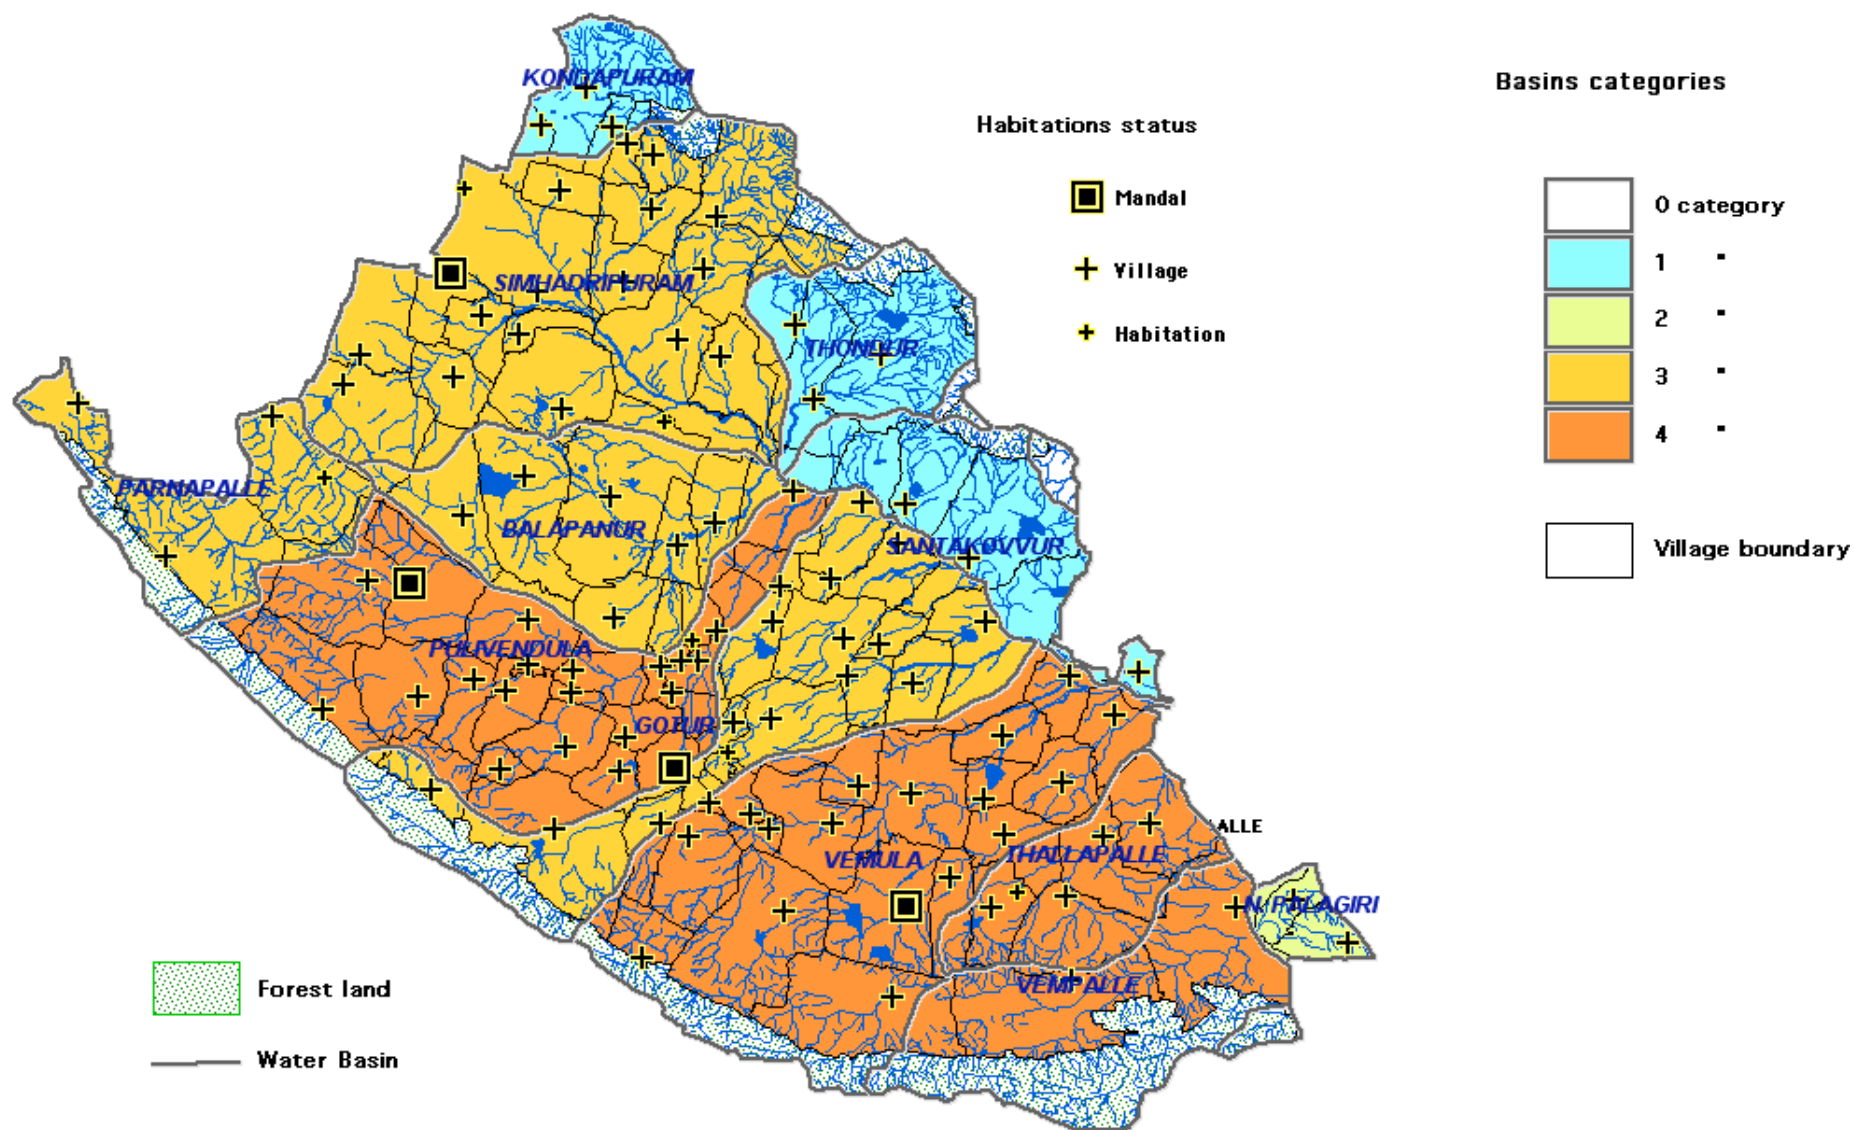 KONDAPURAM
Basins categories
Habitations status
Mandal
0 category
Village
1 "
SIMHADRIPURAM
2 "
Habitation
THONDUR
3 "
4 "
PARNAPALLE
BALAPANUR
SANTAKOVVUR
Village boundary
PULIVENDULA
GOTUR
ALLE
VEMULA
THALLAPALLE
N.PALAGIRI
Forest land
VEMPALLE
Water Basin